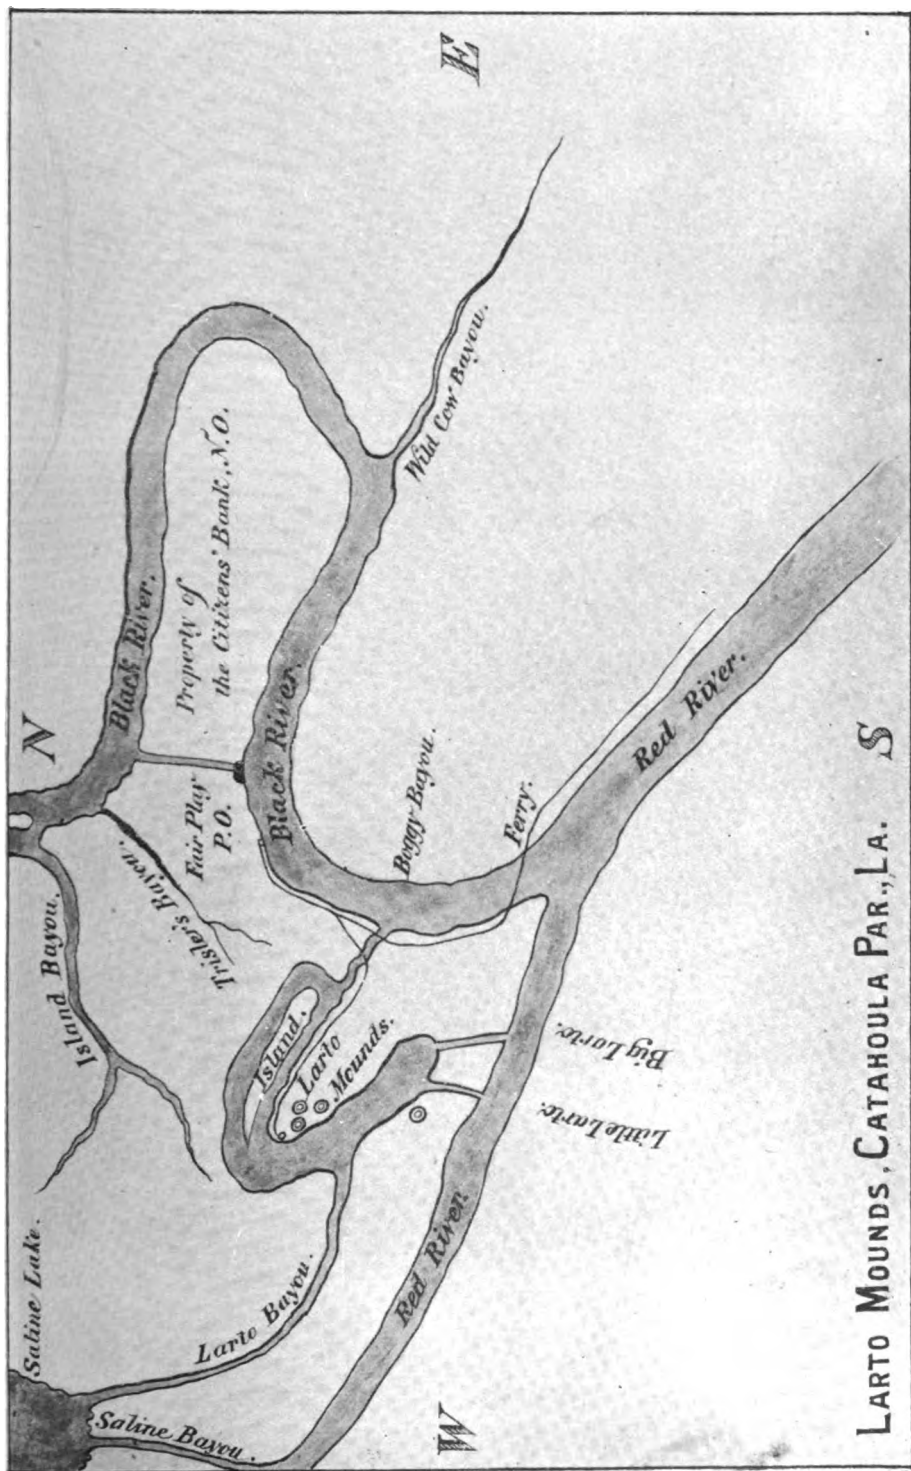 N
E
Saline Lake.
Island Bayou.
Black River.
Trisler's Bayou.
Fair Play
P.O.
Property of
the Citizens' Bank, N.O.
Saline Bayou.
Larto Bayou.
Island.
Larto
Mounds.
Black River.
Boggy Bayou.
Wild Cow Bayou.
W
Red River.
Little Larto.
Big Larto.
Ferry.
Red River.
S
LARTO MOUNDS, CATAHOULA PAR., LA.